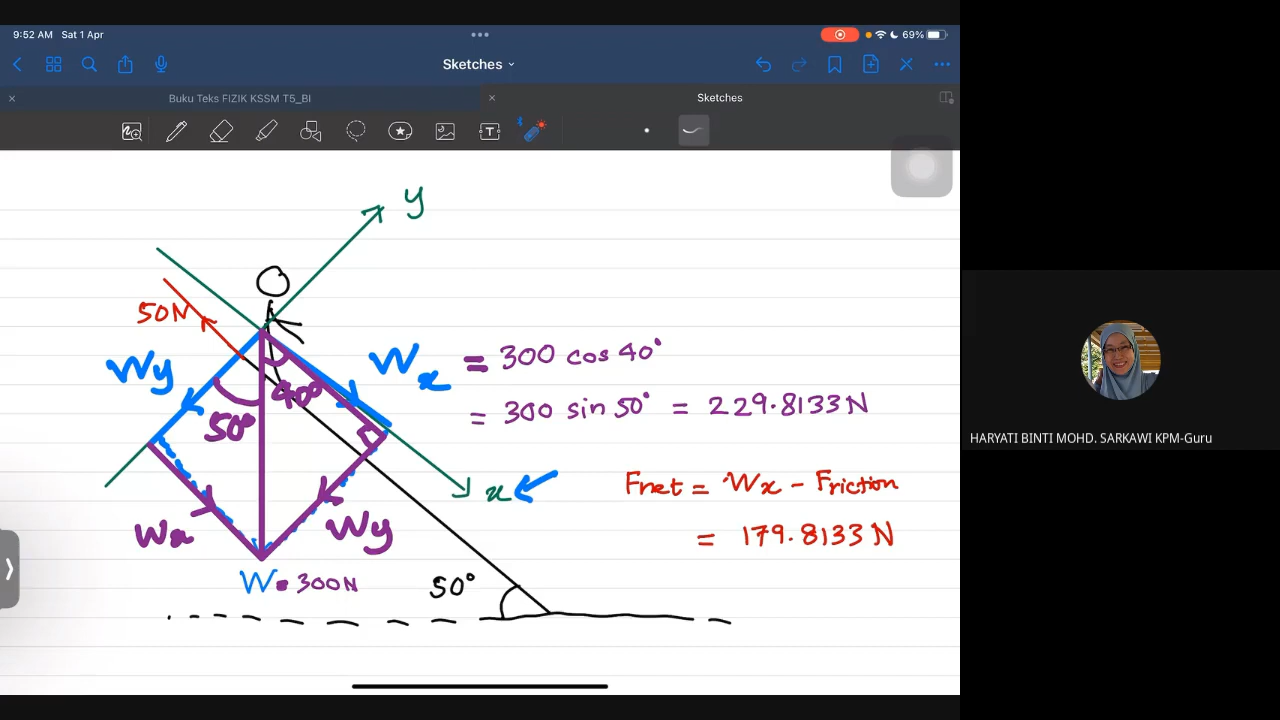 9:52 AM Sat 1 Apr
69%
Sketches
Buku Teks FIZIK KSSM T5_BI
Sketches
T
y
50N
Wy
Wx = 300 cos 40°
= 300 sin 50° = 229.8133 N
50°
40°
x
Fnet = Wx - Friction
= 179.8133 N
Wx
Wy
W = 300N
50°
HARYATI BINTI MOHD. SARKAWI KPM-Guru